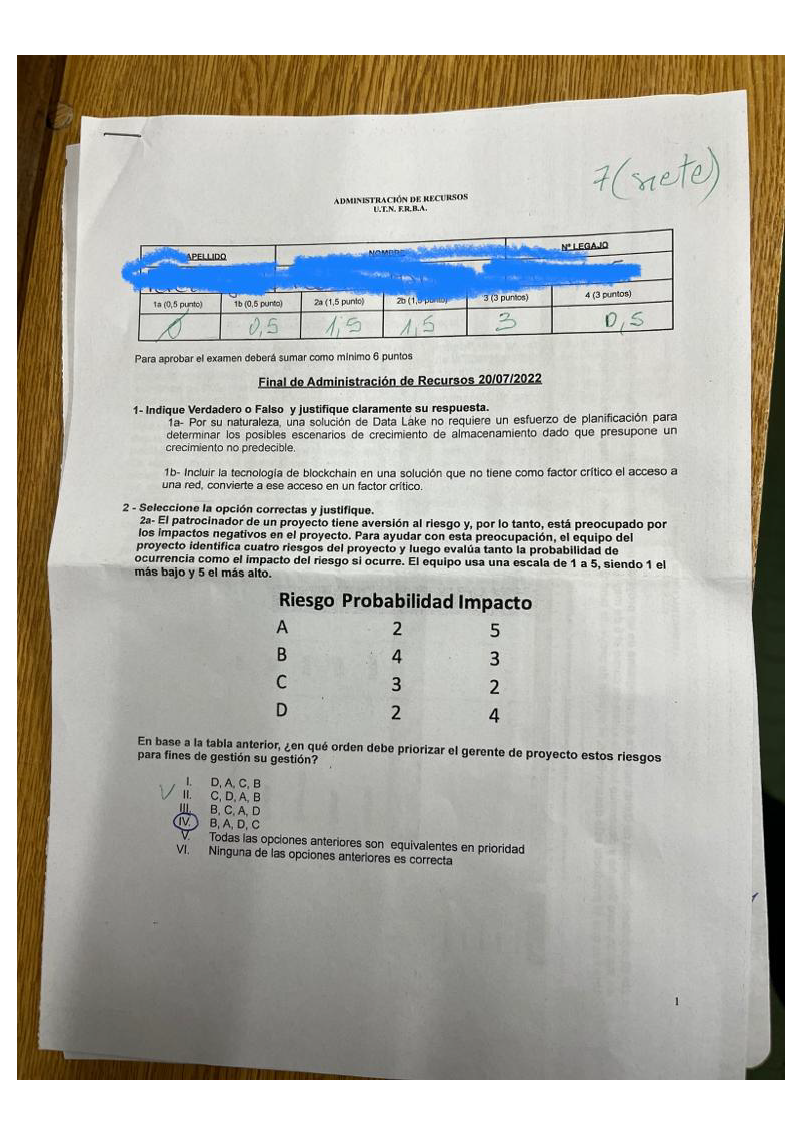 7 (siete)
ADMINISTRACIÓN DE RECURSOS
U.T.N. F.R.B.A.
APELLIDO NOMBRE Nº LEGAJO
1a (0,5 punto) 1b (0,5 punto) 2a (1,5 punto) 2b (1,5 punto) 3 (3 puntos) 4 (3 puntos)
0 0,5 1,5 1,5 3 0,5
Para aprobar el examen deberá sumar como mínimo 6 puntos
Final de Administración de Recursos 20/07/2022
1- Indique Verdadero o Falso y justifique claramente su respuesta.
1a- Por su naturaleza, una solución de Data Lake no requiere un esfuerzo de planificación para
determinar los posibles escenarios de crecimiento de almacenamiento dado que presupone un
crecimiento no predecible.
1b- Incluir la tecnología de blockchain en una solución que no tiene como factor crítico el acceso a
una red, convierte a ese acceso en un factor crítico.
2 - Seleccione la opción correctas y justifique.
2a- El patrocinador de un proyecto tiene aversión al riesgo y, por lo tanto, está preocupado por
los impactos negativos en el proyecto. Para ayudar con esta preocupación, el equipo del
proyecto identifica cuatro riesgos del proyecto y luego evalúa tanto la probabilidad de
ocurrencia como el impacto del riesgo si ocurre. El equipo usa una escala de 1 a 5, siendo 1 el
más bajo y 5 el más alto.
Riesgo Probabilidad Impacto
A 2 5
B 4 3
C 3 2
D 2 4
En base a la tabla anterior, ¿en qué orden debe priorizar el gerente de proyecto estos riesgos
para fines de gestión su gestión?
I. D, A, C, B
II. C, D, A, B
III. B, C, A, D
IV. B, A, D, C
V. Todas las opciones anteriores son equivalentes en prioridad
VI. Ninguna de las opciones anteriores es correcta
1